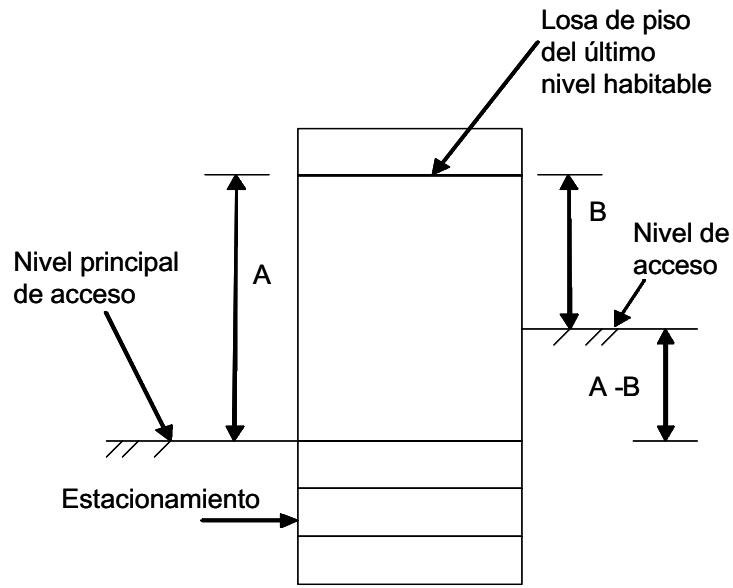 Losa de piso
del último
nivel habitable
B
Nivel de
acceso
Nivel principal
de acceso
A
A -B
Estacionamiento